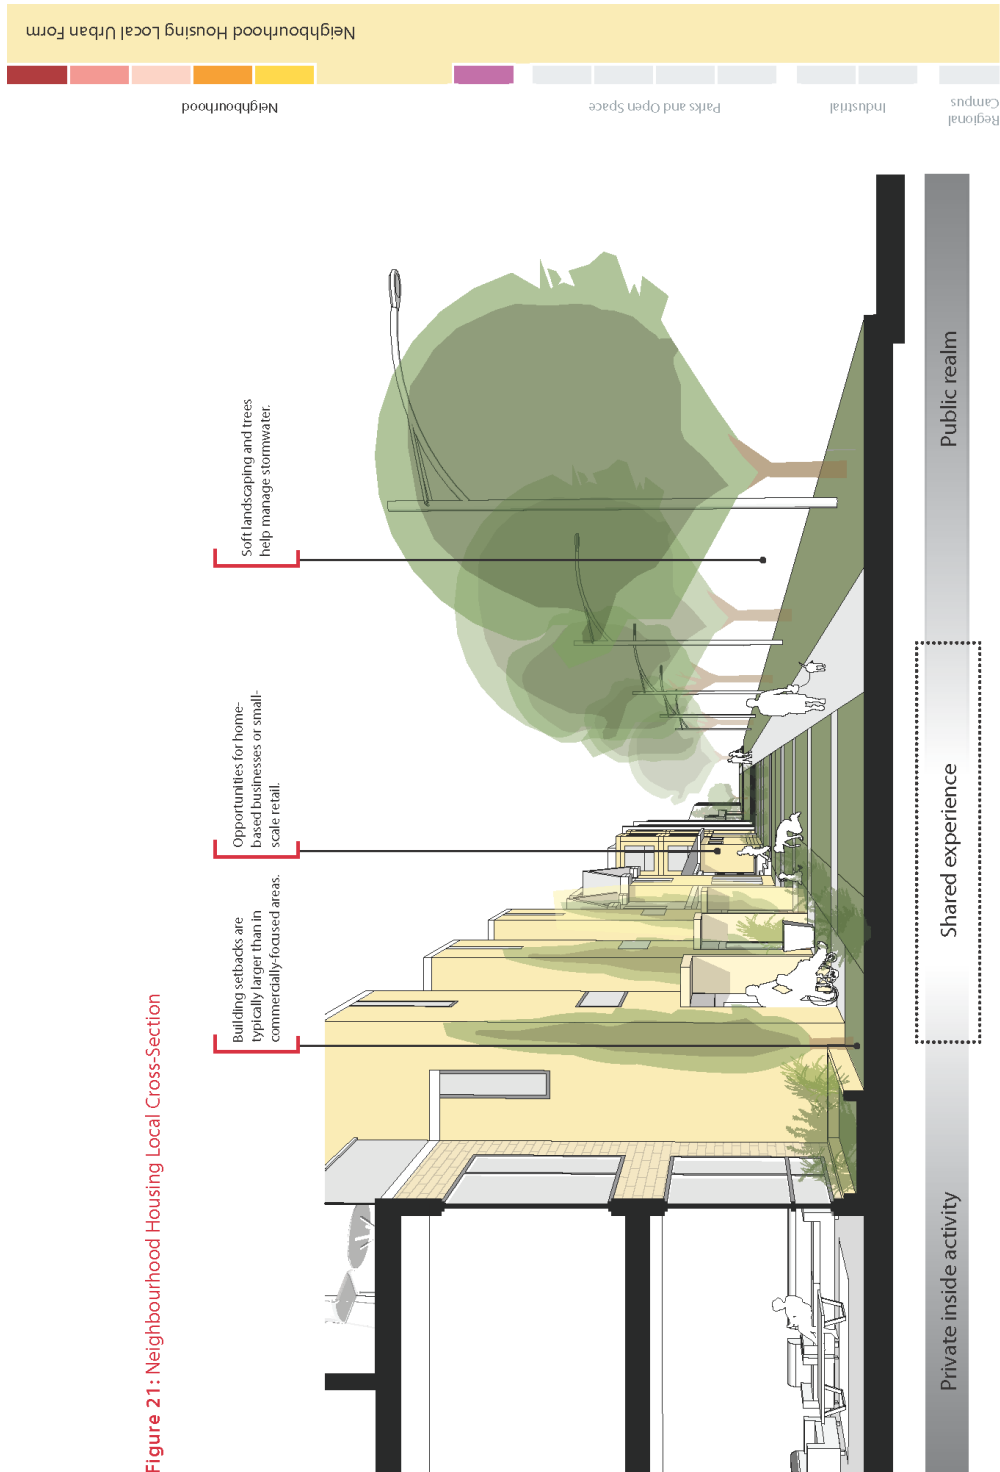 Neighbourhood Housing Local Urban Form
Neighbourhood
Parks and Open Space
Industrial
Regional
Campus
Figure 21: Neighbourhood Housing Local Cross-Section
Building setbacks are
typically larger than in
commercially-focused areas.
Opportunities for home-
based businesses or small-
scale retail.
Soft landscaping and trees
help manage stormwater.
Private inside activity
Shared experience
Public realm